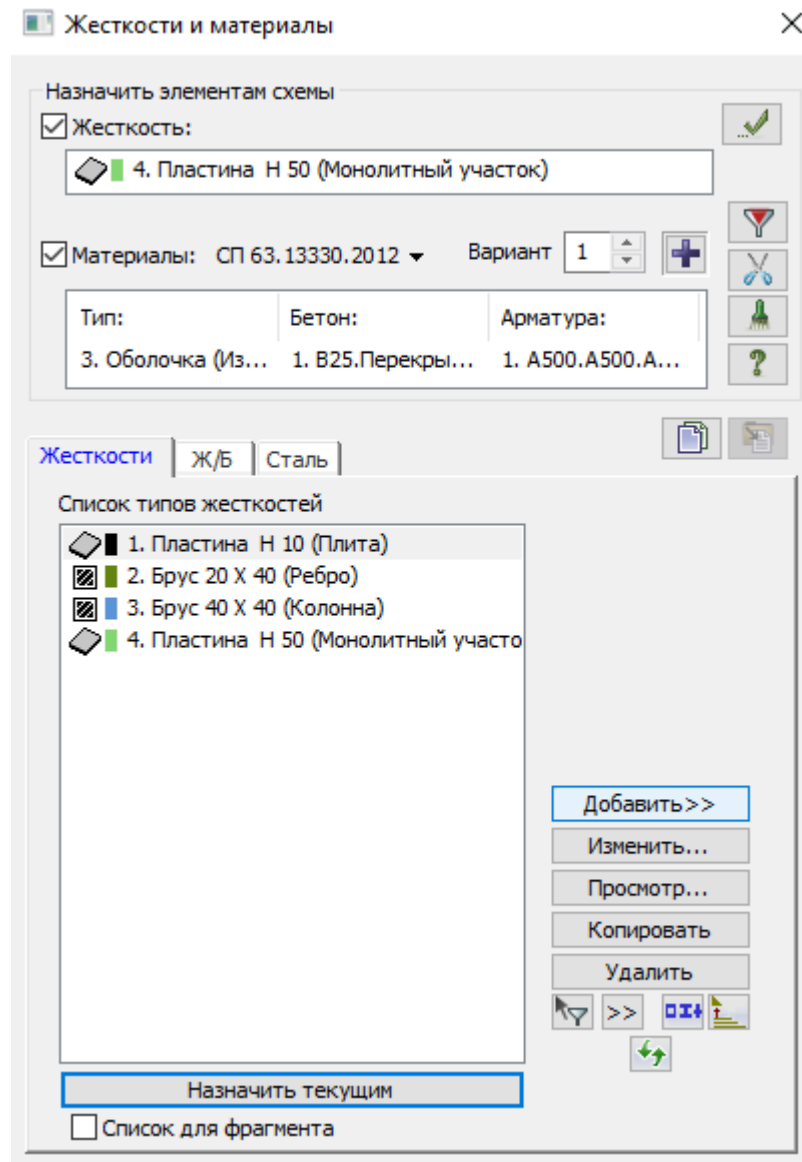 Жесткости и материалы
Назначить элементам схемы
Жесткость:
4. Пластина H 50 (Монолитный участок)
Материалы: СП 63.13330.2012 Вариант 1
Тип: Бетон: Арматура:
3. Оболочка (Из... 1. B25.Перекры... 1. A500.A500.A...
Жесткости Ж/Б Сталь
Список типов жесткостей
1. Пластина H 10 (Плита)
2. Брус 20 X 40 (Ребро)
3. Брус 40 X 40 (Колонна)
4. Пластина H 50 (Монолитный участо
Добавить>>
Изменить...
Просмотр...
Копировать
Удалить
>>
Назначить текущим
Список для фрагмента